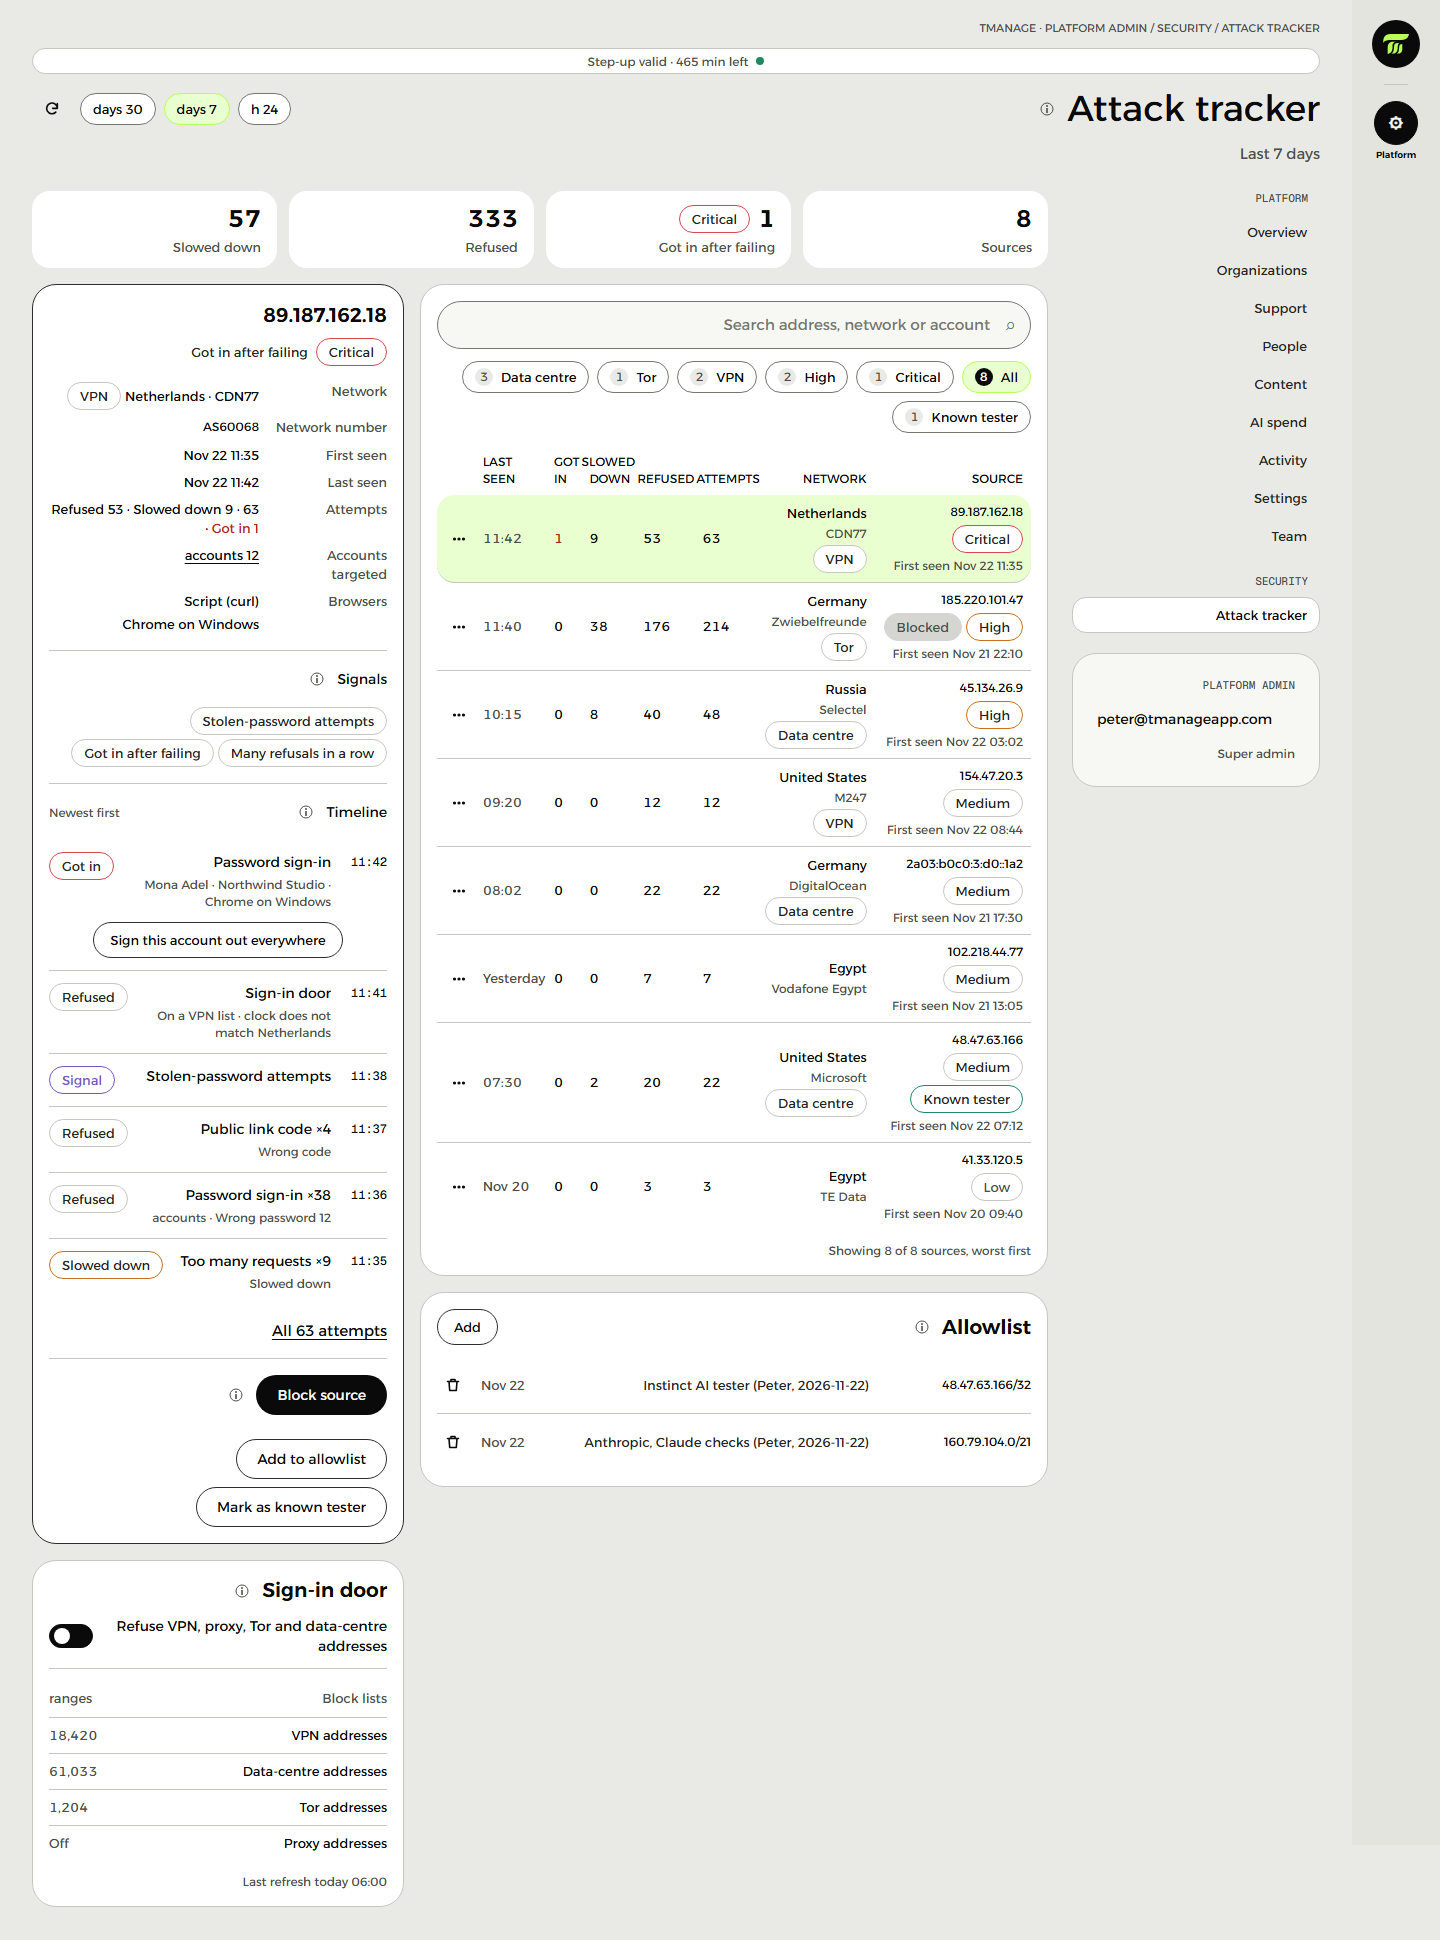 TMANAGE · PLATFORM ADMIN / SECURITY / ATTACK TRACKER
Step-up valid · 465 min left
Platform
Attack tracker
h 24
days 7
days 30
Last 7 days
PLATFORM
Overview
Organizations
Support
People
Content
AI spend
Activity
Settings
Team
SECURITY
Attack tracker
PLATFORM ADMIN
peter@tmanageapp.com
Super admin
8
Sources
1 Critical
Got in after failing
333
Refused
57
Slowed down
Search address, network or account
All 8
Critical 1
High 2
VPN 2
Tor 1
Data centre 3
Known tester 1
SOURCE NETWORK ATTEMPTS REFUSED SLOWED DOWN GOT IN LAST SEEN
89.187.162.18
Critical
First seen Nov 22 11:35
Netherlands
CDN77
VPN
63 53 9 1 11:42
185.220.101.47
High Blocked
First seen Nov 21 22:10
Germany
Zwiebelfreunde
Tor
214 176 38 0 11:40
45.134.26.9
High
First seen Nov 22 03:02
Russia
Selectel
Data centre
48 40 8 0 10:15
154.47.20.3
Medium
First seen Nov 22 08:44
United States
M247
VPN
12 12 0 0 09:20
2a03:b0c0:3:d0::1a2
Medium
First seen Nov 21 17:30
Germany
DigitalOcean
Data centre
22 22 0 0 08:02
102.218.44.77
Medium
First seen Nov 21 13:05
Egypt
Vodafone Egypt
7 7 0 0 Yesterday
48.47.63.166
Medium
Known tester
First seen Nov 22 07:12
United States
Microsoft
Data centre
22 20 2 0 07:30
41.33.120.5
Low
First seen Nov 20 09:40
Egypt
TE Data
3 3 0 0 Nov 20
Showing 8 of 8 sources, worst first
Allowlist
Add
48.47.63.166/32 Instinct AI tester (Peter, 2026-11-22) Nov 22
160.79.104.0/21 Anthropic, Claude checks (Peter, 2026-11-22) Nov 22
89.187.162.18
Critical Got in after failing
Network Netherlands · CDN77 VPN
Network number AS60068
First seen Nov 22 11:35
Last seen Nov 22 11:42
Attempts Refused 53 · Slowed down 9 · 63
· Got in 1
Accounts targeted accounts 12
Browsers Script (curl)
Chrome on Windows
Signals
Stolen-password attempts
Many refusals in a row
Got in after failing
Timeline
Newest first
11:42 Password sign-in Got in
Mona Adel · Northwind Studio ·
Chrome on Windows
Sign this account out everywhere
11:41 Sign-in door Refused
On a VPN list · clock does not
match Netherlands
11:38 Stolen-password attempts Signal
11:37 Public link code ×4 Refused
Wrong code
11:36 Password sign-in ×38 Refused
accounts · Wrong password 12
11:35 Too many requests ×9 Slowed down
Slowed down
All 63 attempts
Block source
Add to allowlist
Mark as known tester
Sign-in door
Refuse VPN, proxy, Tor and data-centre
addresses
Block lists ranges
VPN addresses 18,420
Data-centre addresses 61,033
Tor addresses 1,204
Proxy addresses Off
Last refresh today 06:00